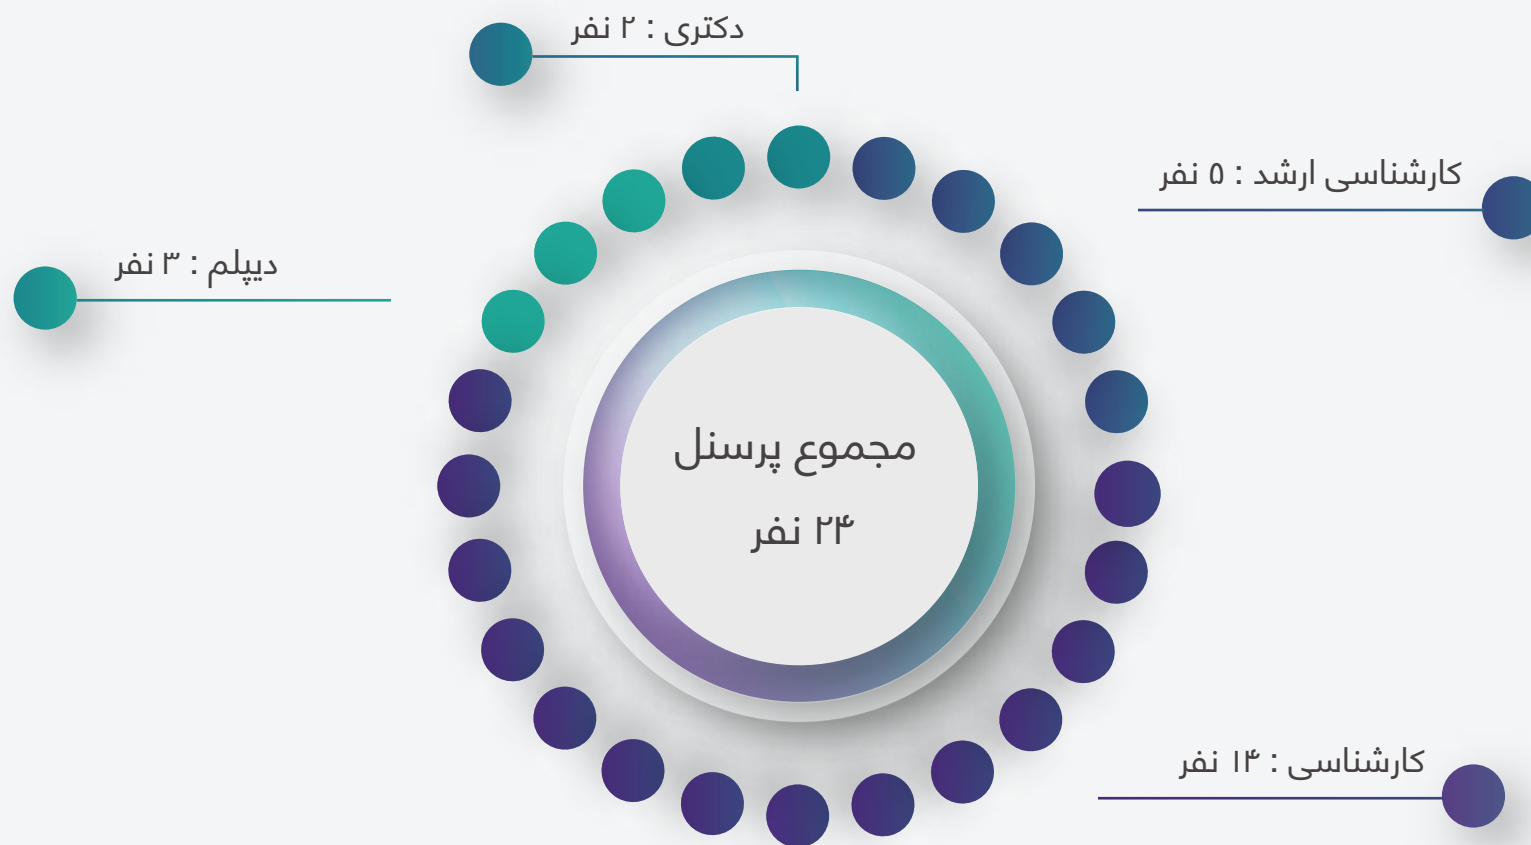 دکتری : ۲ نفر
کارشناسی ارشد : ۵ نفر
دیپلم : ۳ نفر
مجموع پرسنل
۲۴ نفر
کارشناسی : ۱۴ نفر